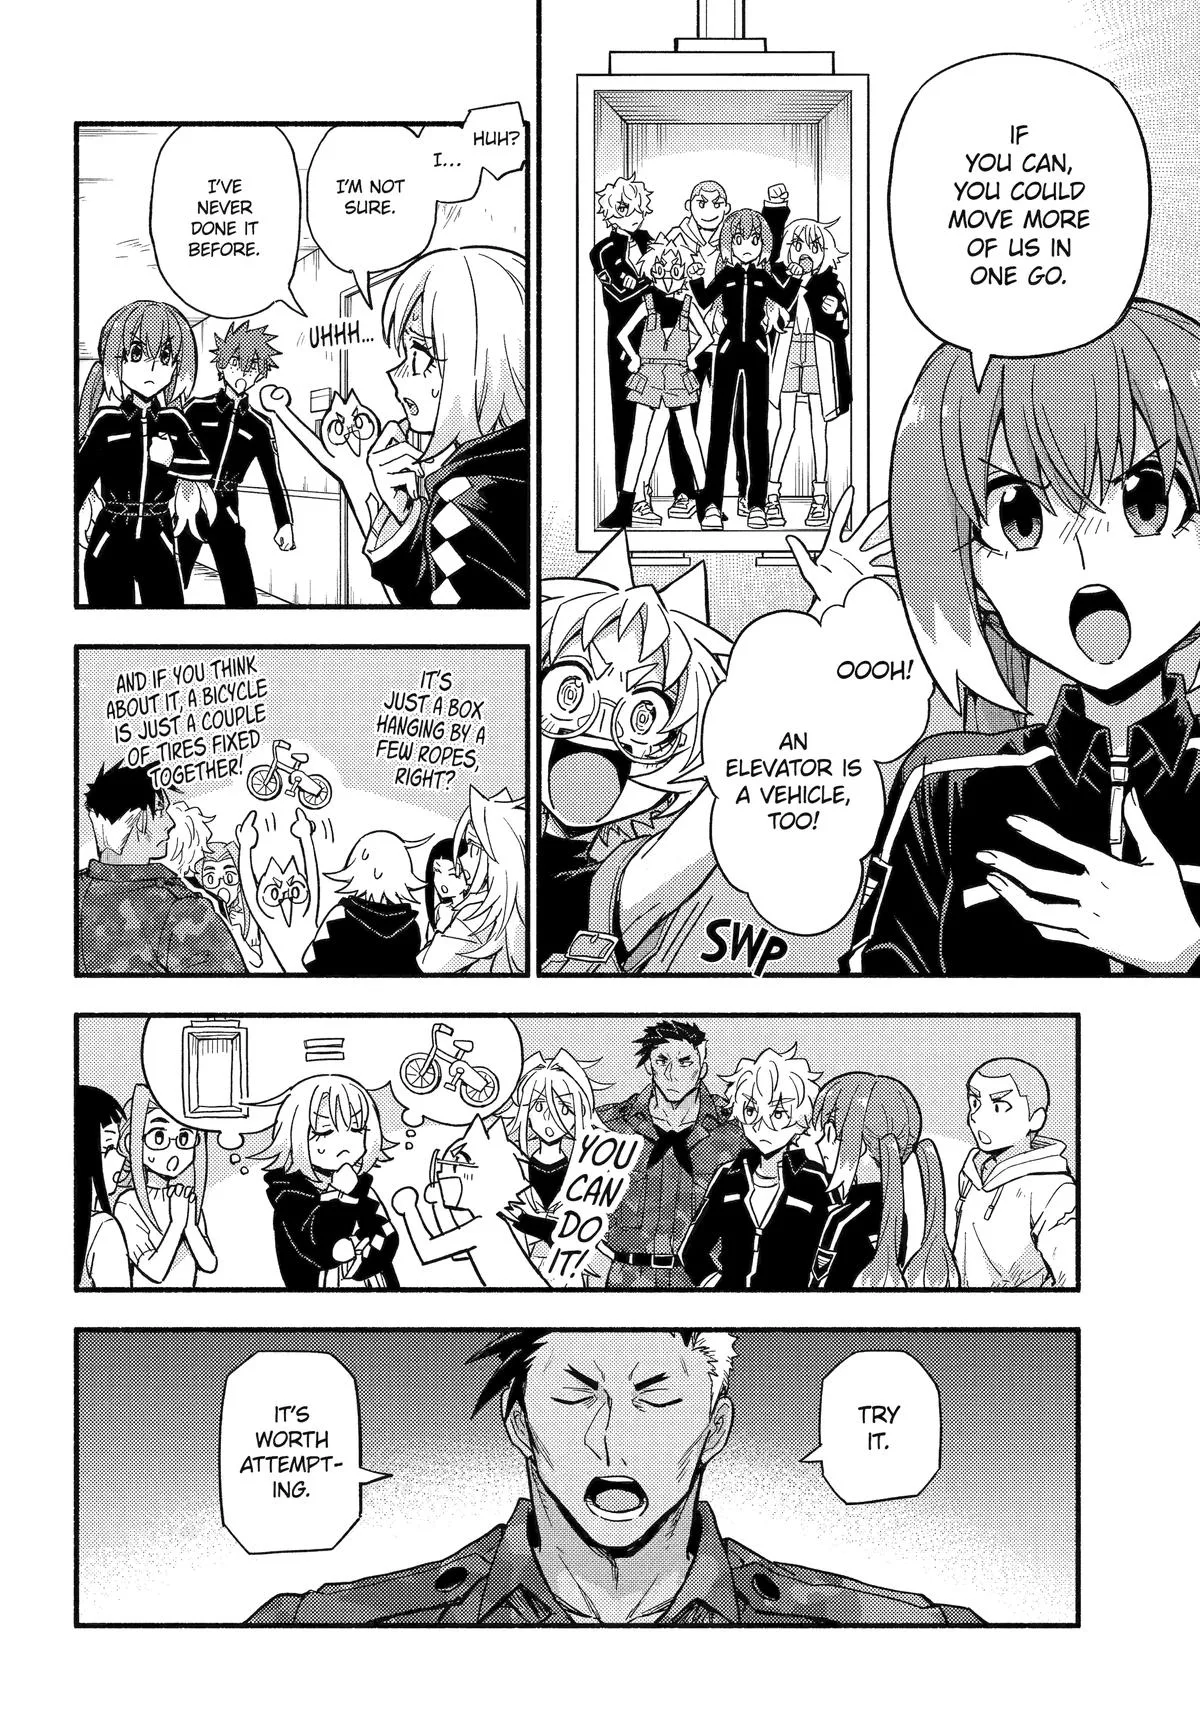 IF
YOU CAN,
YOU COULD
MOVE MORE
OF US IN
ONE GO.
OOOH!
AN
ELEVATOR IS
A VEHICLE,
TOO!
SWP
HUH?
I...
I'M NOT
SURE.
I'VE
NEVER
DONE IT
BEFORE.
UHHH...
IT'S
JUST A BOX
HANGING BY A
FEW ROPES,
RIGHT?
AND IF YOU THINK
ABOUT IT, A BICYCLE
IS JUST A COUPLE
OF TIRES FIXED
TOGETHER!
=
YOU
CAN
DO
IT!
TRY
IT.
IT'S
WORTH
ATTEMPT-
ING.